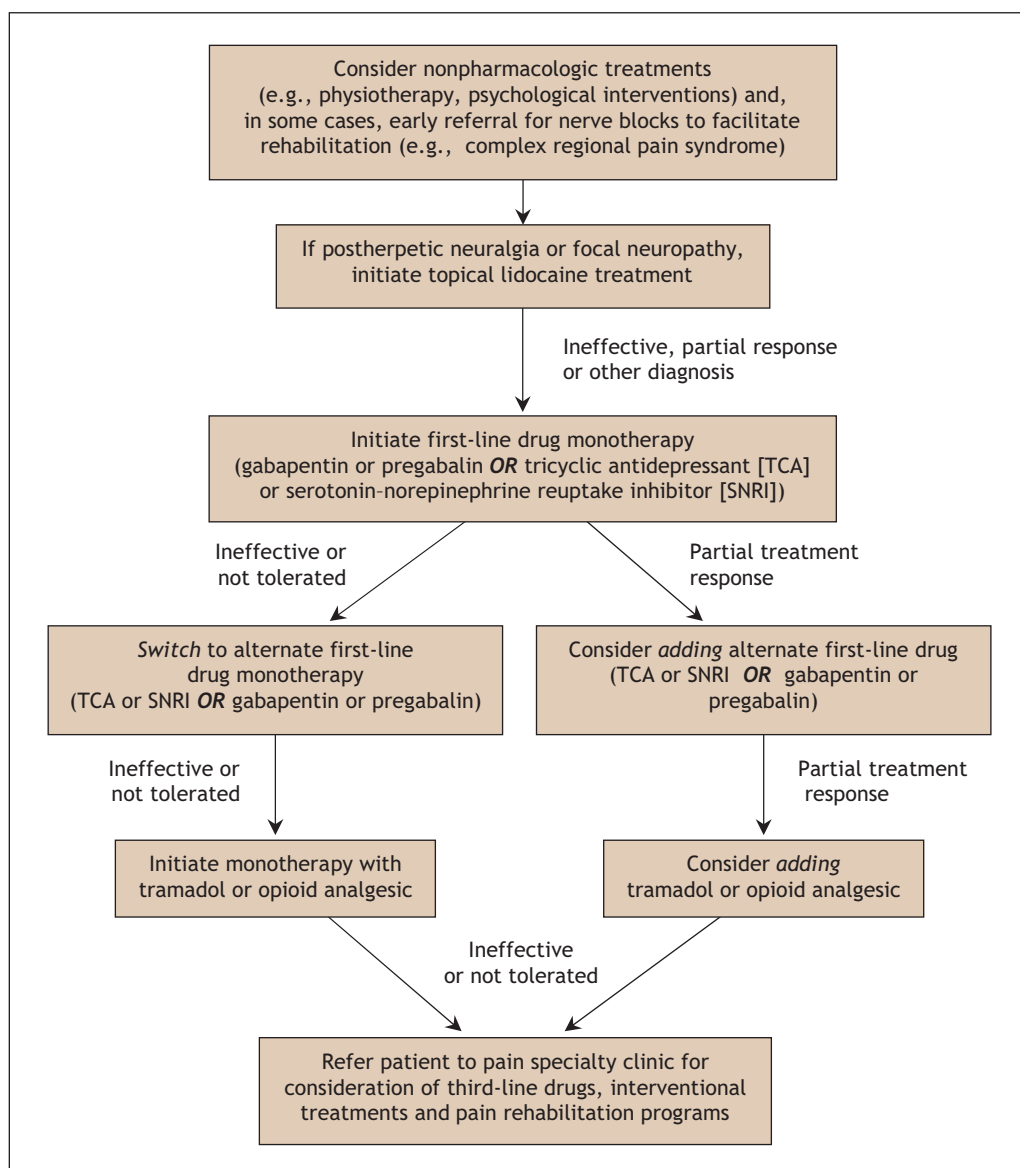 Consider nonpharmacologic treatments
(e.g., physiotherapy, psychological interventions) and,
in some cases, early referral for nerve blocks to facilitate
rehabilitation (e.g., complex regional pain syndrome)
If postherpetic neuralgia or focal neuropathy,
initiate topical lidocaine treatment
Ineffective, partial response
or other diagnosis
Initiate first-line drug monotherapy
(gabapentin or pregabalin OR tricyclic antidepressant [TCA]
or serotonin–norepinephrine reuptake inhibitor [SNRI])
Ineffective or
not tolerated
Partial treatment
response
Switch to alternate first-line
drug monotherapy
(TCA or SNRI OR gabapentin or pregabalin)
Consider adding alternate first-line drug
(TCA or SNRI OR gabapentin or
pregabalin)
Ineffective or
not tolerated
Partial treatment
response
Initiate monotherapy with
tramadol or opioid analgesic
Consider adding
tramadol or opioid analgesic
Ineffective
or not tolerated
Refer patient to pain specialty clinic for
consideration of third-line drugs, interventional
treatments and pain rehabilitation programs